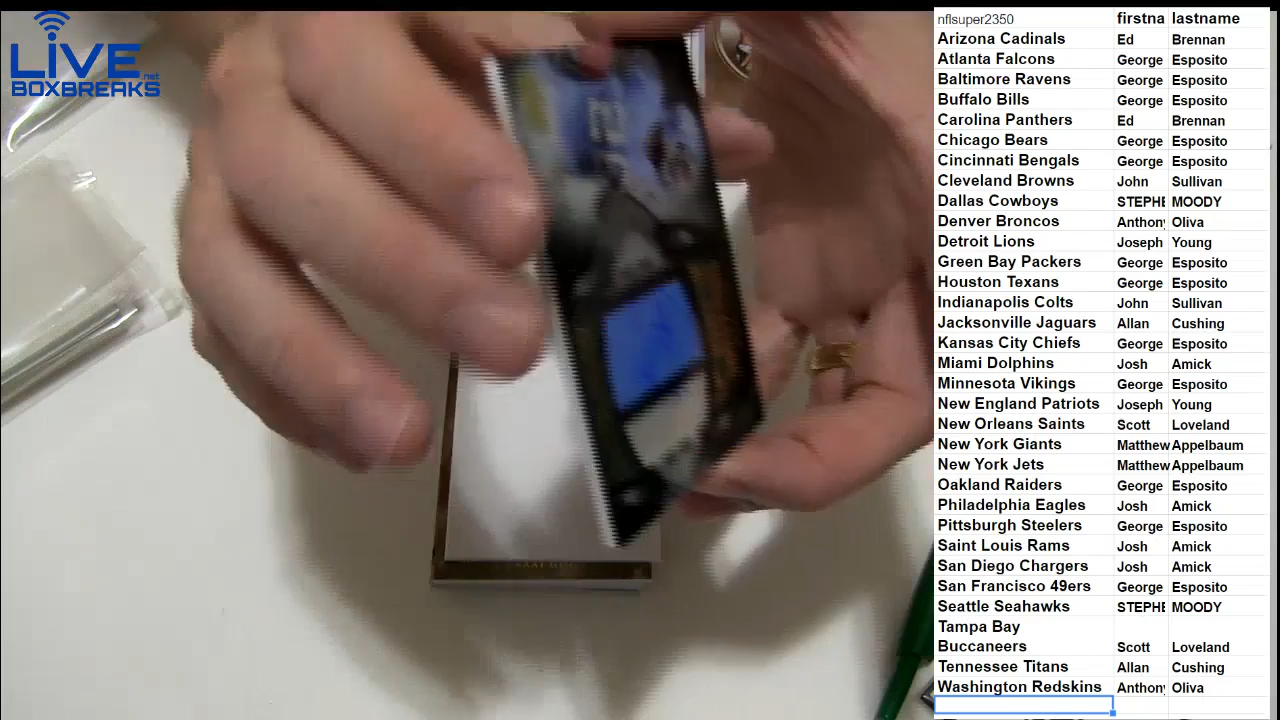 LIVE.net
BOXBREAKS
nflsuper2350 firstna lastname
Arizona Cadinals Ed Brennan
Atlanta Falcons George Esposito
Baltimore Ravens George Esposito
Buffalo Bills George Esposito
Carolina Panthers Ed Brennan
Chicago Bears George Esposito
Cincinnati Bengals George Esposito
Cleveland Browns John Sullivan
Dallas Cowboys STEPHE MOODY
Denver Broncos Anthony Oliva
Detroit Lions Joseph Young
Green Bay Packers George Esposito
Houston Texans George Esposito
Indianapolis Colts John Sullivan
Jacksonville Jaguars Allan Cushing
Kansas City Chiefs George Esposito
Miami Dolphins Josh Amick
Minnesota Vikings George Esposito
New England Patriots Joseph Young
New Orleans Saints Scott Loveland
New York Giants Matthew Appelbaum
New York Jets Matthew Appelbaum
Oakland Raiders George Esposito
Philadelphia Eagles Josh Amick
Pittsburgh Steelers George Esposito
Saint Louis Rams Josh Amick
San Diego Chargers Josh Amick
San Francisco 49ers George Esposito
Seattle Seahawks STEPHE MOODY
Tampa Bay
Buccaneers Scott Loveland
Tennessee Titans Allan Cushing
Washington Redskins Anthony Oliva